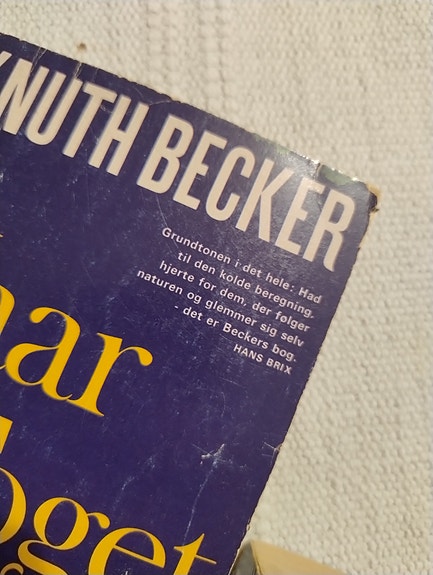 KNUTH BECKER
Grundtonen i det hele: Had
til den kolde beregning,
hjerte for dem, der følger
naturen og glemmer sig selv
- det er Beckers bog.
HANS BRIX
aar
oget